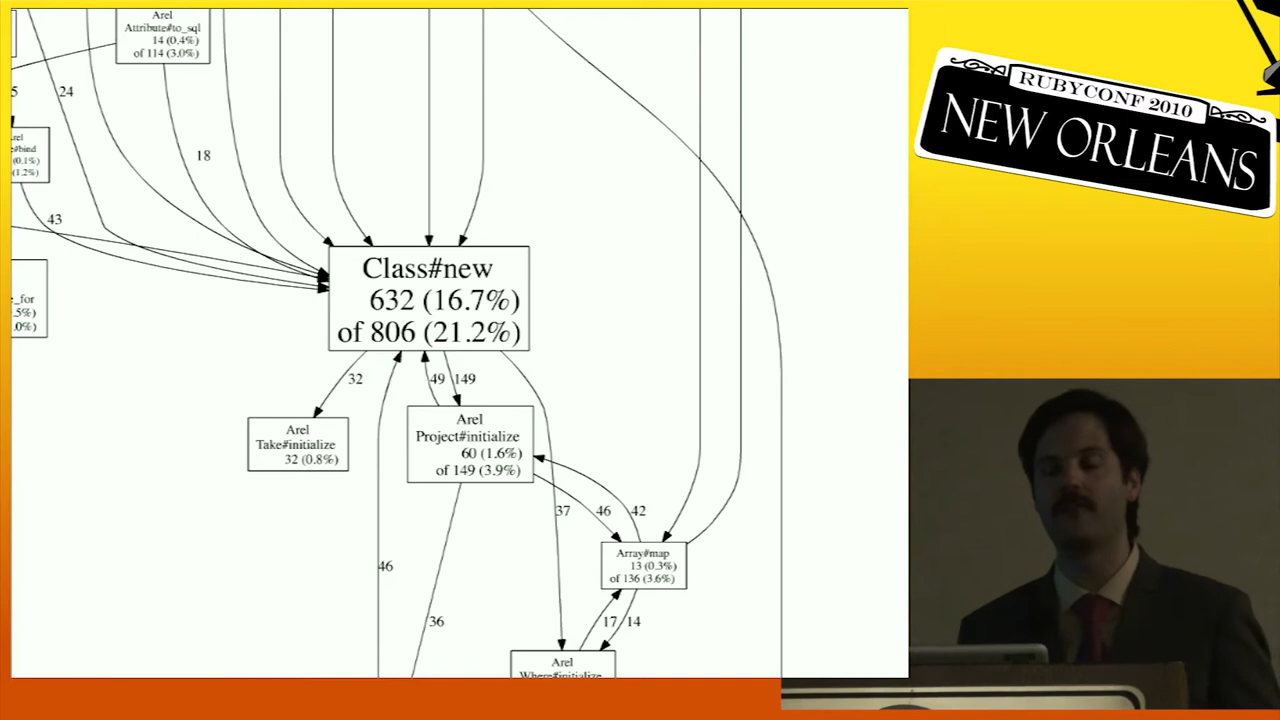 Arel
Attribute#to_sql
14 (0.4%)
of 114 (3.0%)
5
24
#bind
(0.1%)
(1.2%)
18
43
_for
.5%)
.0%)
Class#new
632 (16.7%)
of 806 (21.2%)
32
49
149
Arel
Take#initialize
32 (0.8%)
Arel
Project#initialize
60 (1.6%)
of 149 (3.9%)
37
46
42
Array#map
13 (0.3%)
of 136 (3.6%)
46
36
17
14
Arel
Where#initialize
RUBYCONF 2010
NEW ORLEANS